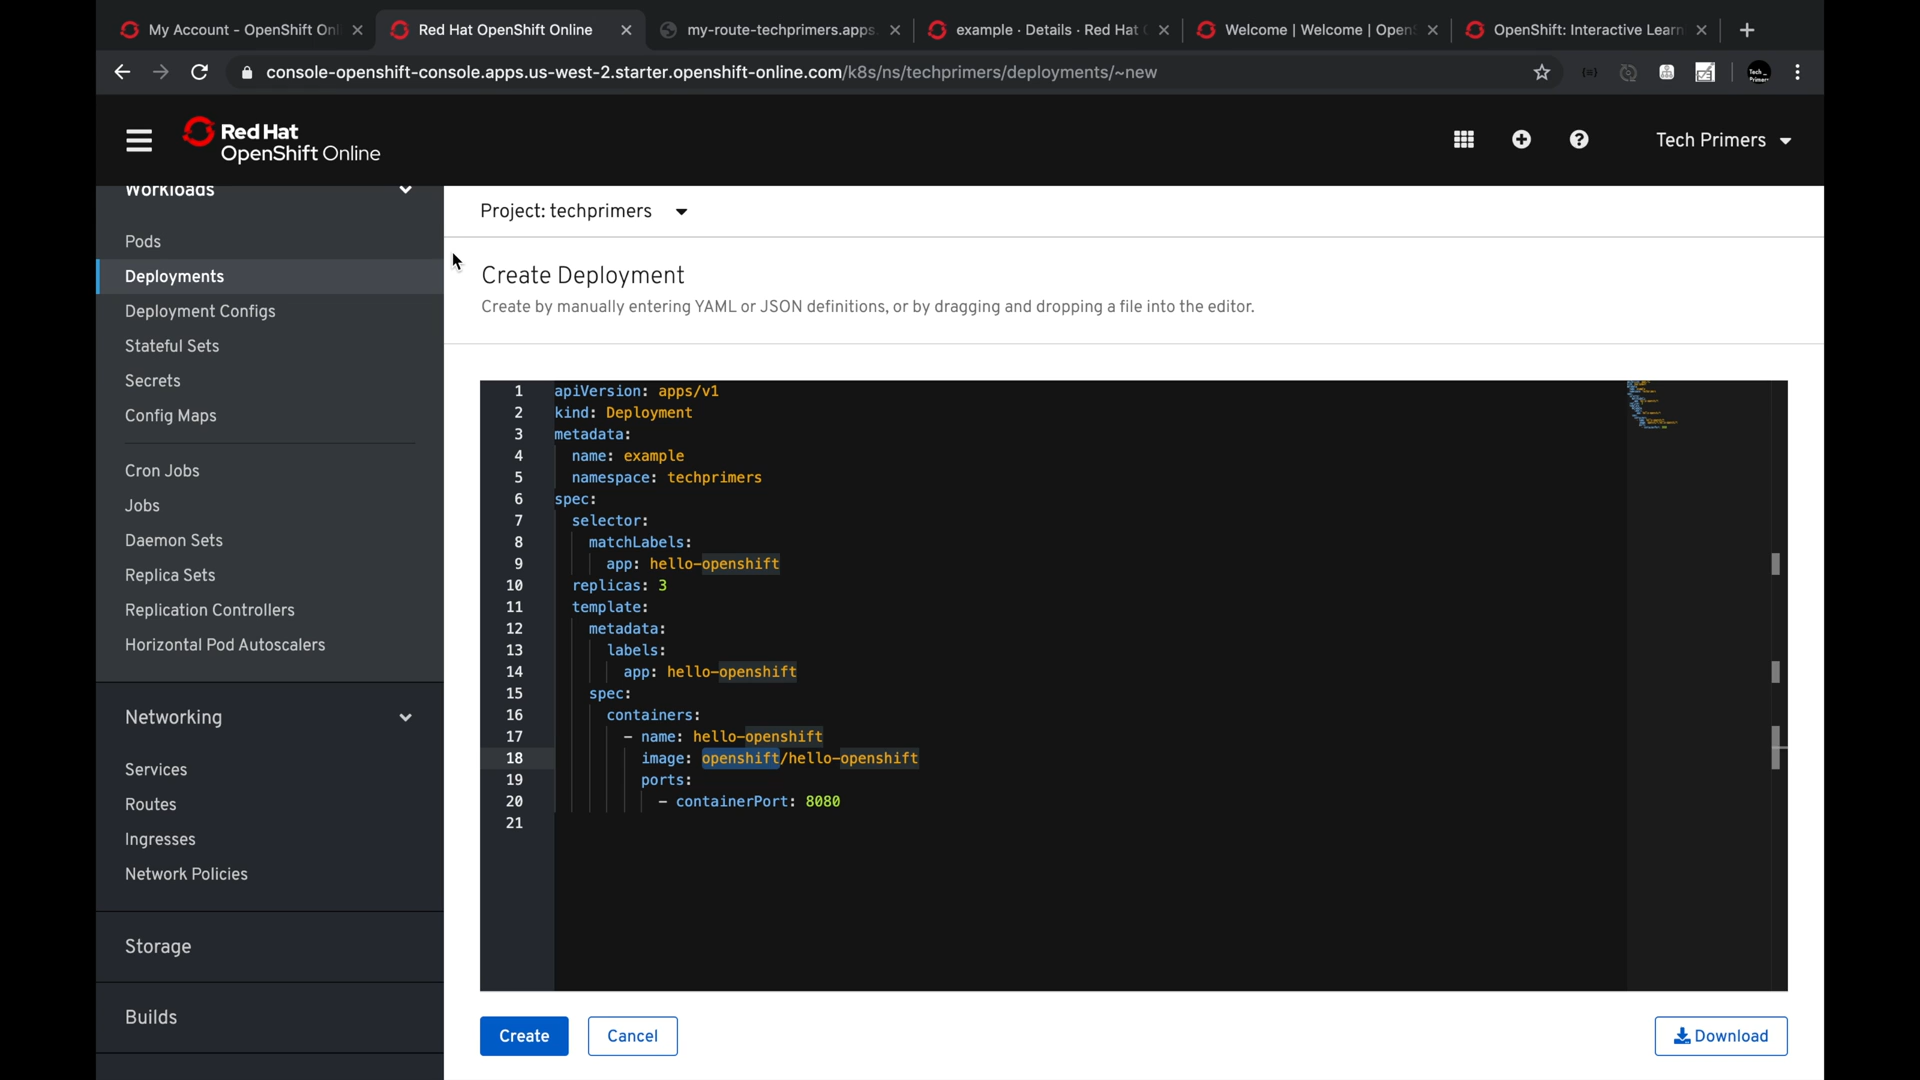 My Account - OpenShift Onl
Red Hat OpenShift Online
my-route-techprimers.apps.
example · Details · Red Hat
Welcome | Welcome | Open
OpenShift: Interactive Learn
console-openshift-console.apps.us-west-2.starter.openshift-online.com/k8s/ns/techprimers/deployments/~new
Red Hat
OpenShift Online
Tech Primers
Workloads
Pods
Deployments
Deployment Configs
Stateful Sets
Secrets
Config Maps
Cron Jobs
Jobs
Daemon Sets
Replica Sets
Replication Controllers
Horizontal Pod Autoscalers
Networking
Services
Routes
Ingresses
Network Policies
Storage
Builds
Project: techprimers
Create Deployment
Create by manually entering YAML or JSON definitions, or by dragging and dropping a file into the editor.
1 apiVersion: apps/v1
2 kind: Deployment
3 metadata:
4 name: example
5 namespace: techprimers
6 spec:
7 selector:
8 matchLabels:
9 app: hello-openshift
10 replicas: 3
11 template:
12 metadata:
13 labels:
14 app: hello-openshift
15 spec:
16 containers:
17 - name: hello-openshift
18 image: openshift/hello-openshift
19 ports:
20 - containerPort: 8080
21
Create
Cancel
Download